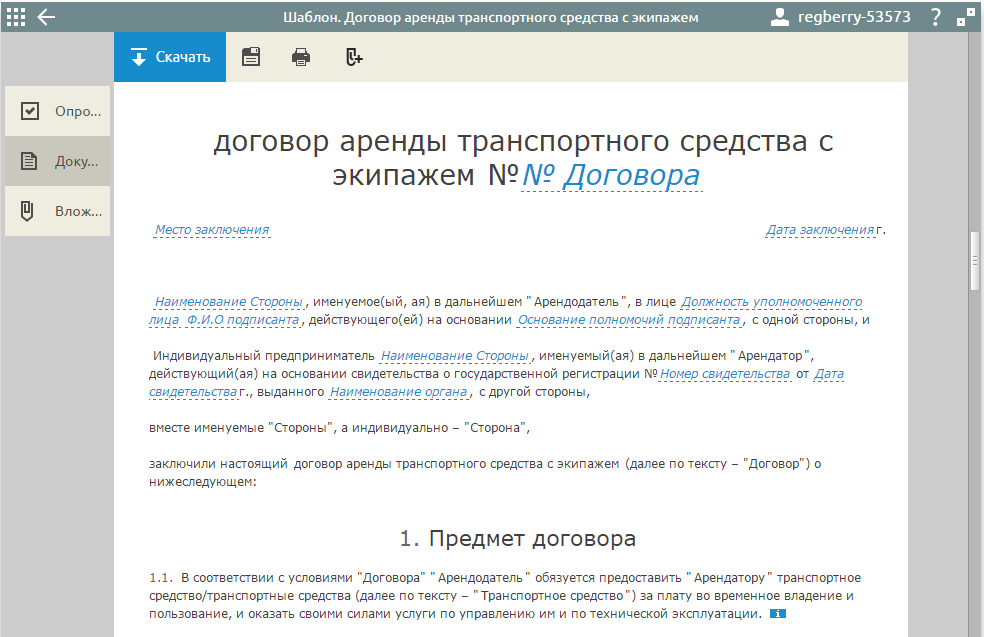 Шаблон. Договор аренды транспортного средства с экипажем
regberry-53573
?
Скачать
Опро...
Доку...
Влож...
договор аренды транспортного средства с
экипажем №№ Договора
Место заключения
Дата заключенияг.
Наименование Стороны, именуемое(ый, ая) в дальнейшем "Арендодатель", в лице Должность уполномоченного
лица Ф.И.О подписанта, действующего(ей) на основании Основание полномочий подписанта, с одной стороны, и
Индивидуальный предприниматель Наименование Стороны, именуемый(ая) в дальнейшем "Арендатор",
действующий(ая) на основании свидетельства о государственной регистрации №Номер свидетельства от Дата
свидетельстваг., выданного Наименование органа, с другой стороны,
вместе именуемые "Стороны", а индивидуально – "Сторона",
заключили настоящий договор аренды транспортного средства с экипажем (далее по тексту – "Договор") о
нижеследующем:
1. Предмет договора
1.1. В соответствии с условиями "Договора" "Арендодатель" обязуется предоставить "Арендатору" транспортное
средство/транспортные средства (далее по тексту – "Транспортное средство") за плату во временное владение и
пользование, и оказать своими силами услуги по управлению им и по технической эксплуатации. i